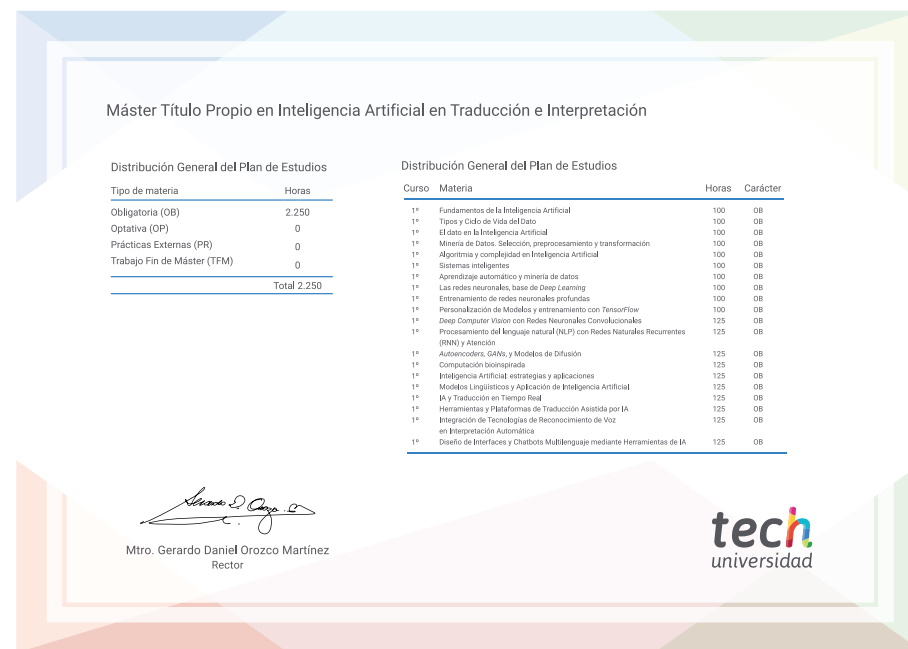 Máster Título Propio en Inteligencia Artificial en Traducción e Interpretación
Distribución General del Plan de Estudios
Tipo de materia Horas
Obligatoria (OB) 2.250
Optativa (OP) 0
Prácticas Externas (PR) 0
Trabajo Fin de Máster (TFM) 0
Total 2.250
Distribución General del Plan de Estudios
Curso Materia Horas Carácter
1º Fundamentos de la Inteligencia Artificial 100 OB
1º Tipos y Ciclo de Vida del Dato 100 OB
1º El dato en la Inteligencia Artificial 100 OB
1º Minería de Datos. Selección, preprocesamiento y transformación 100 OB
1º Algoritmia y complejidad en Inteligencia Artificial 100 OB
1º Sistemas inteligentes 100 OB
1º Aprendizaje automático y minería de datos 100 OB
1º Las redes neuronales, base de Deep Learning 100 OB
1º Entrenamiento de redes neuronales profundas 100 OB
1º Personalización de Modelos y entrenamiento con TensorFlow 100 OB
1º Deep Computer Vision con Redes Neuronales Convolucionales 125 OB
1º Procesamiento del lenguaje natural (NLP) con Redes Naturales Recurrentes 125 OB
(RNN) y Atención
1º Autoencoders, GANs, y Modelos de Difusión 125 OB
1º Computación bioinspirada 125 OB
1º Inteligencia Artificial: estrategias y aplicaciones 125 OB
1º Modelos Lingüísticos y Aplicación de Inteligencia Artificial 125 OB
1º IA y Traducción en Tiempo Real 125 OB
1º Herramientas y Plataformas de Traducción Asistida por IA 125 OB
1º Integración de Tecnologías de Reconocimiento de Voz 125 OB
en Interpretación Automática
1º Diseño de Interfaces y Chatbots Multilenguaje mediante Herramientas de IA 125 OB
Mtro. Gerardo Daniel Orozco Martínez
Rector
tech
universidad